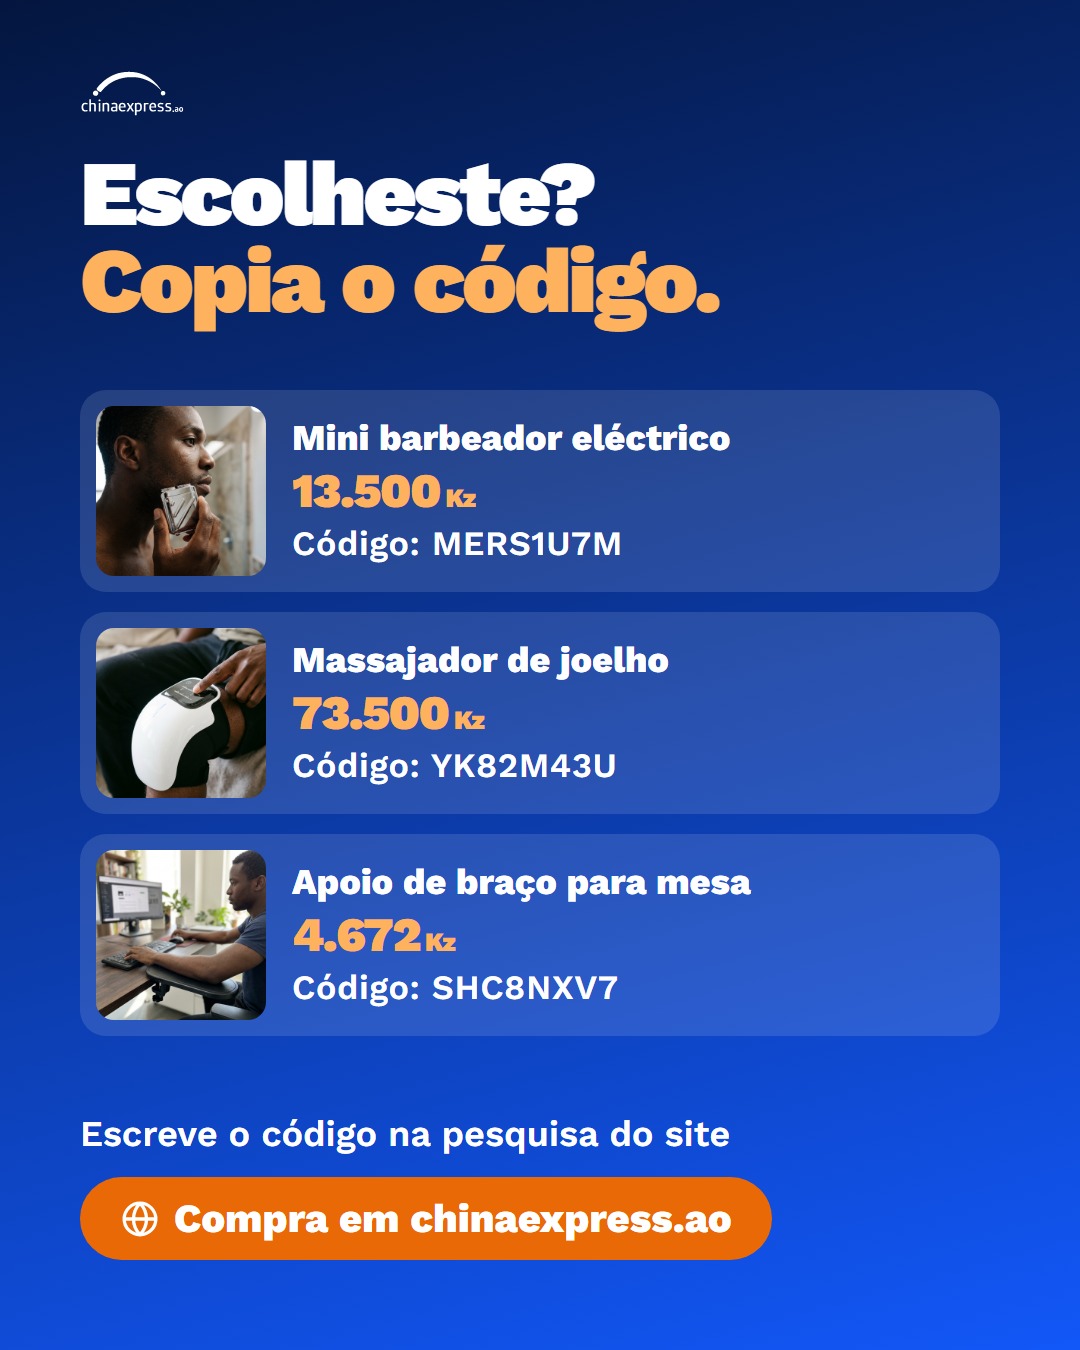 chinaexpress.ao
Escolheste?
Copia o código.
Mini barbeador eléctrico
13.500 Kz
Código: MERS1U7M
Massajador de joelho
73.500 Kz
Código: YK82M43U
Apoio de braço para mesa
4.672 Kz
Código: SHC8NXV7
Escreve o código na pesquisa do site
Compra em chinaexpress.ao